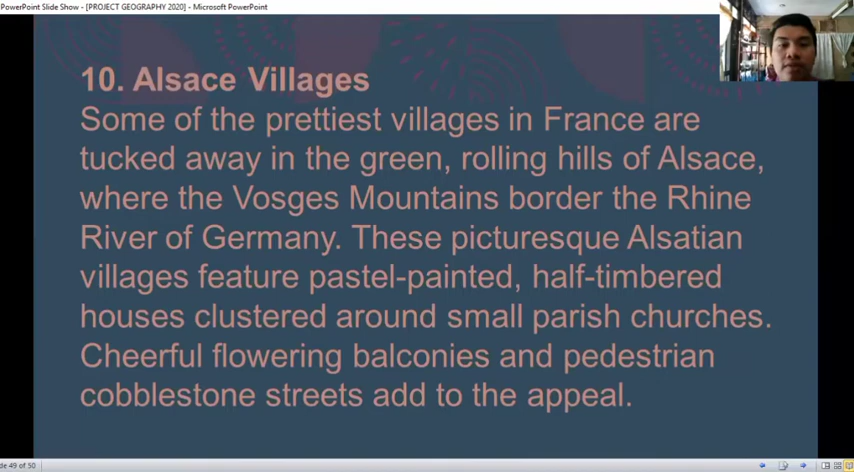 PowerPoint Slide Show - [PROJECT GEOGRAPHY 2020] - Microsoft PowerPoint
10. Alsace Villages
Some of the prettiest villages in France are
tucked away in the green, rolling hills of Alsace,
where the Vosges Mountains border the Rhine
River of Germany. These picturesque Alsatian
villages feature pastel-painted, half-timbered
houses clustered around small parish churches.
Cheerful flowering balconies and pedestrian
cobblestone streets add to the appeal.
de 49 of 50